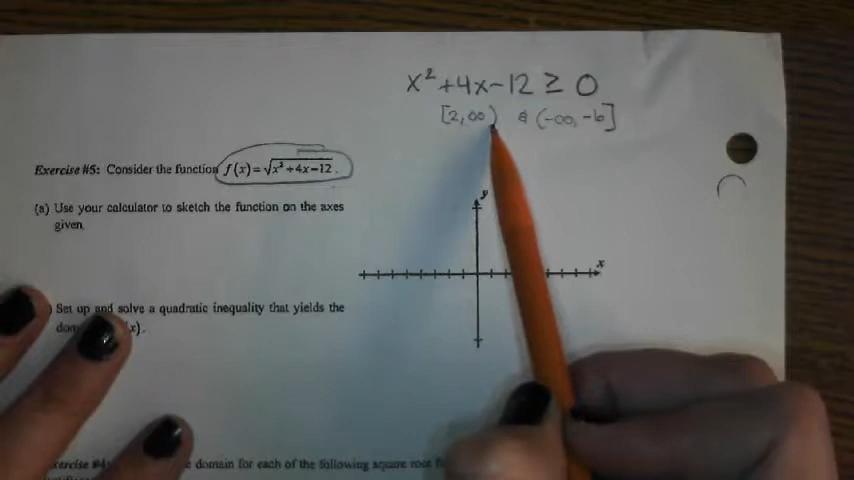 x² + 4x - 12 ≥ 0
[2, ∞) & (-∞, -6]
Exercise #5: Consider the function f(x) = √x² + 4x - 12.
(a) Use your calculator to sketch the function on the axes
given.
y
x
) Set up and solve a quadratic inequality that yields the
x).
domain for each of the following square root